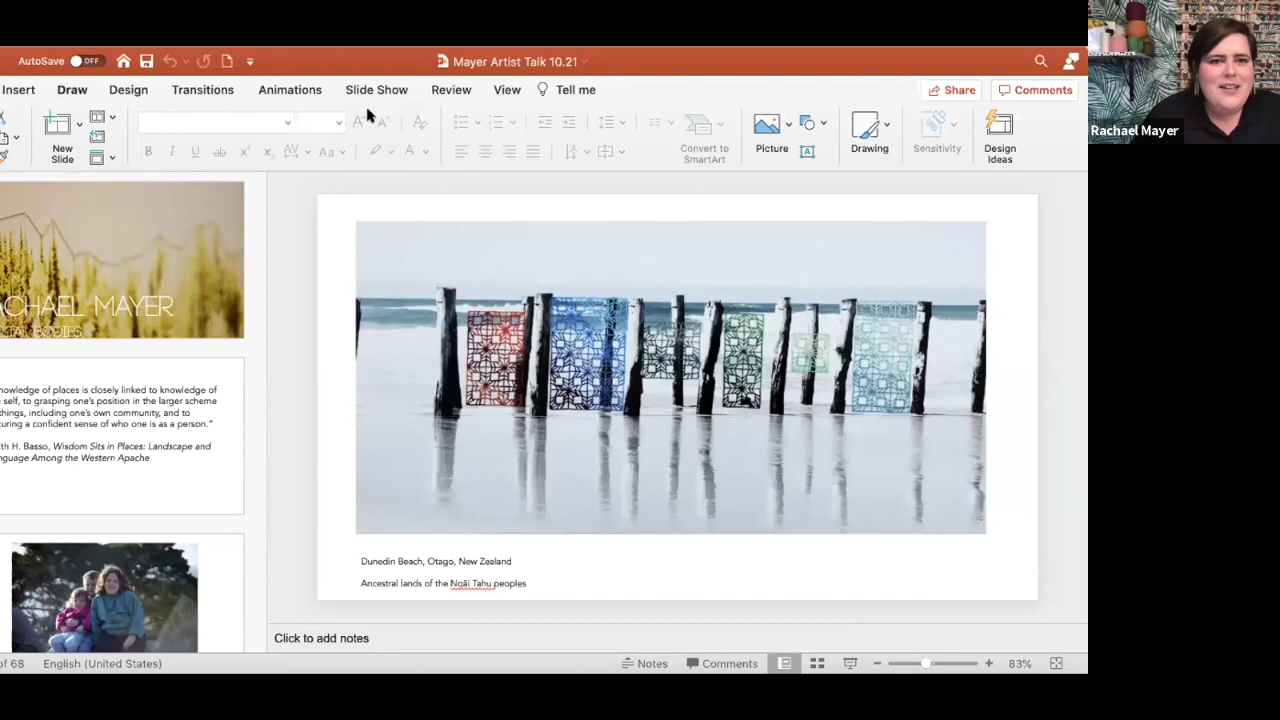 AutoSave OFF
Mayer Artist Talk 10.21
Insert Draw Design Transitions Animations Slide Show Review View Tell me
Share Comments
New
Slide
Convert to
SmartArt
Picture
Drawing
Sensitivity
Design
Ideas
Rachael Mayer
ACHAEL MAYER
TAL BODIES
nowledge of places is closely linked to knowledge of
self, to grasping one's position in the larger scheme
things, including one's own community, and to
uring a confident sense of who one is as a person."
th H. Basso, Wisdom Sits in Places: Landscape and
nguage Among the Western Apache
Dunedin Beach, Otago, New Zealand
Ancestral lands of the Ngāi Tahu peoples
Click to add notes
of 68 English (United States)
Notes Comments 83%